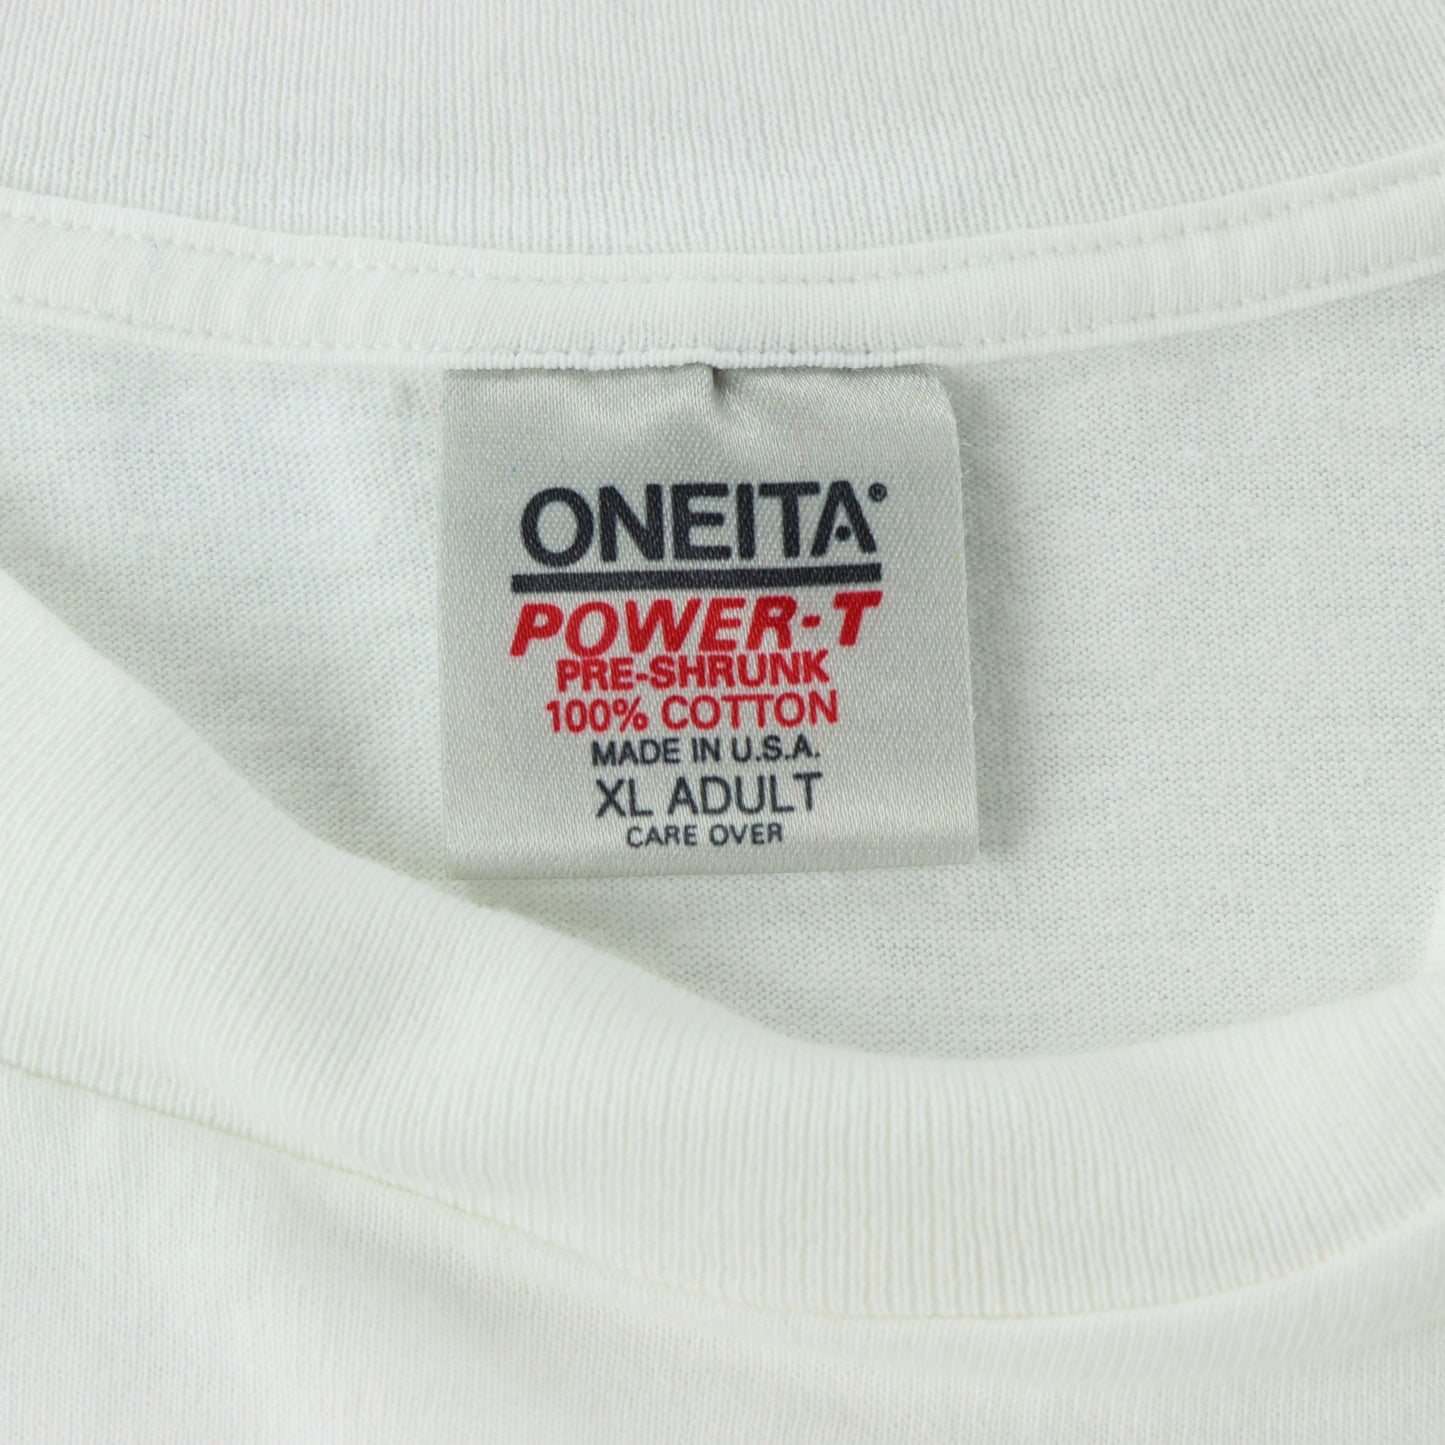 ONEITA®
POWER-T
PRE-SHRUNK
100% COTTON
MADE IN U.S.A.
XL ADULT
CARE OVER